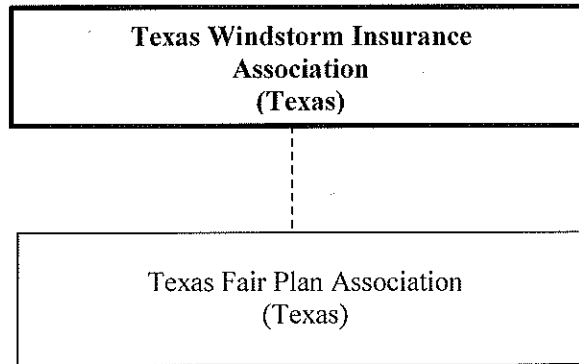 Texas Windstorm Insurance
Association
(Texas)
Texas Fair Plan Association
(Texas)